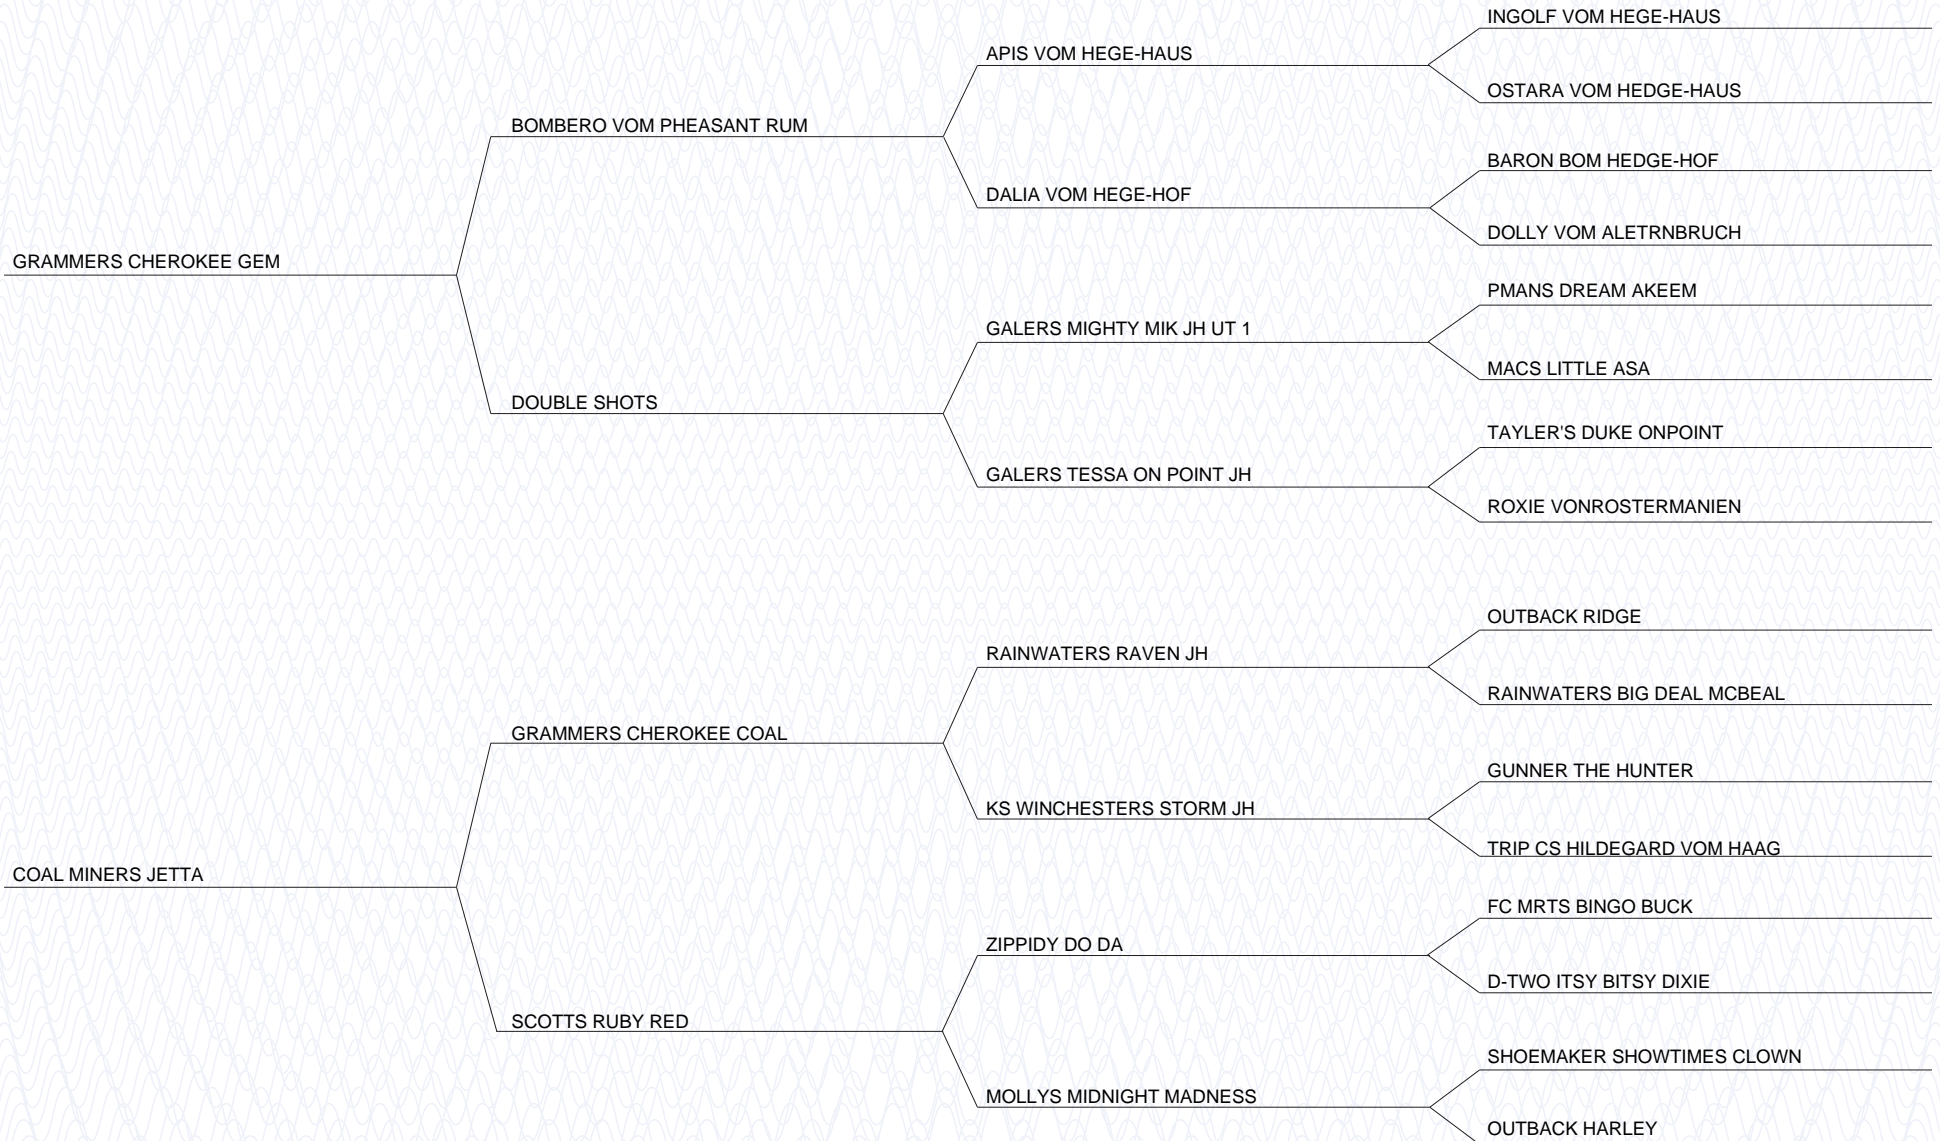 INGOLF VOM HEGE-HAUS
APIS VOM HEGE-HAUS
OSTARA VOM HEDGE-HAUS
BOMBERO VOM PHEASANT RUM
BARON BOM HEDGE-HOF
DALIA VOM HEGE-HOF
DOLLY VOM ALETRNBRUCH
GRAMMERS CHEROKEE GEM
PMANS DREAM AKEEM
GALERS MIGHTY MIK JH UT 1
MACS LITTLE ASA
DOUBLE SHOTS
TAYLER'S DUKE ONPOINT
GALERS TESSA ON POINT JH
ROXIE VONROSTERMANIEN
OUTBACK RIDGE
RAINWATERS RAVEN JH
RAINWATERS BIG DEAL MCBEAL
GRAMMERS CHEROKEE COAL
GUNNER THE HUNTER
KS WINCHESTERS STORM JH
TRIP CS HILDEGARD VOM HAAG
COAL MINERS JETTA
FC MRTS BINGO BUCK
ZIPPIDY DO DA
D-TWO ITSY BITSY DIXIE
SCOTTS RUBY RED
SHOEMAKER SHOWTIMES CLOWN
MOLLYS MIDNIGHT MADNESS
OUTBACK HARLEY